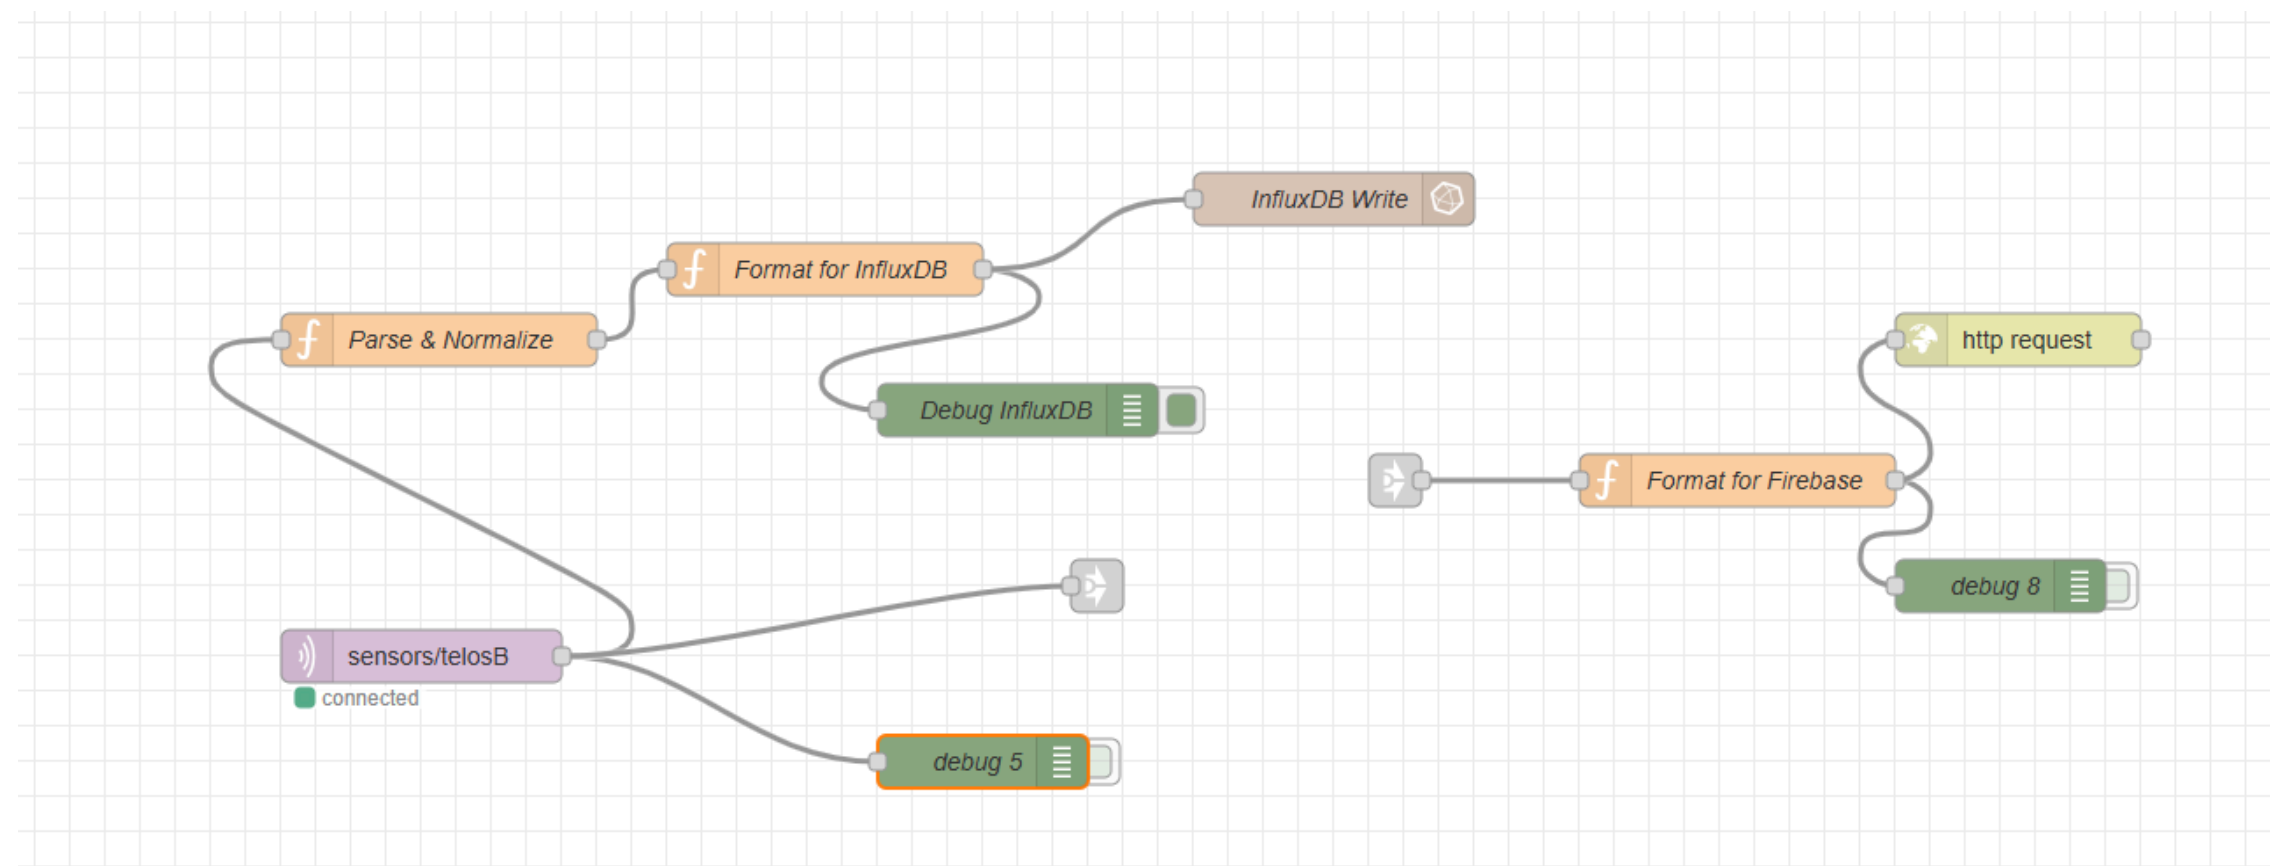 InfluxDB Write
Format for InfluxDB
Parse & Normalize
http request
Debug InfluxDB
Format for Firebase
debug 8
sensors/telosB
connected
debug 5